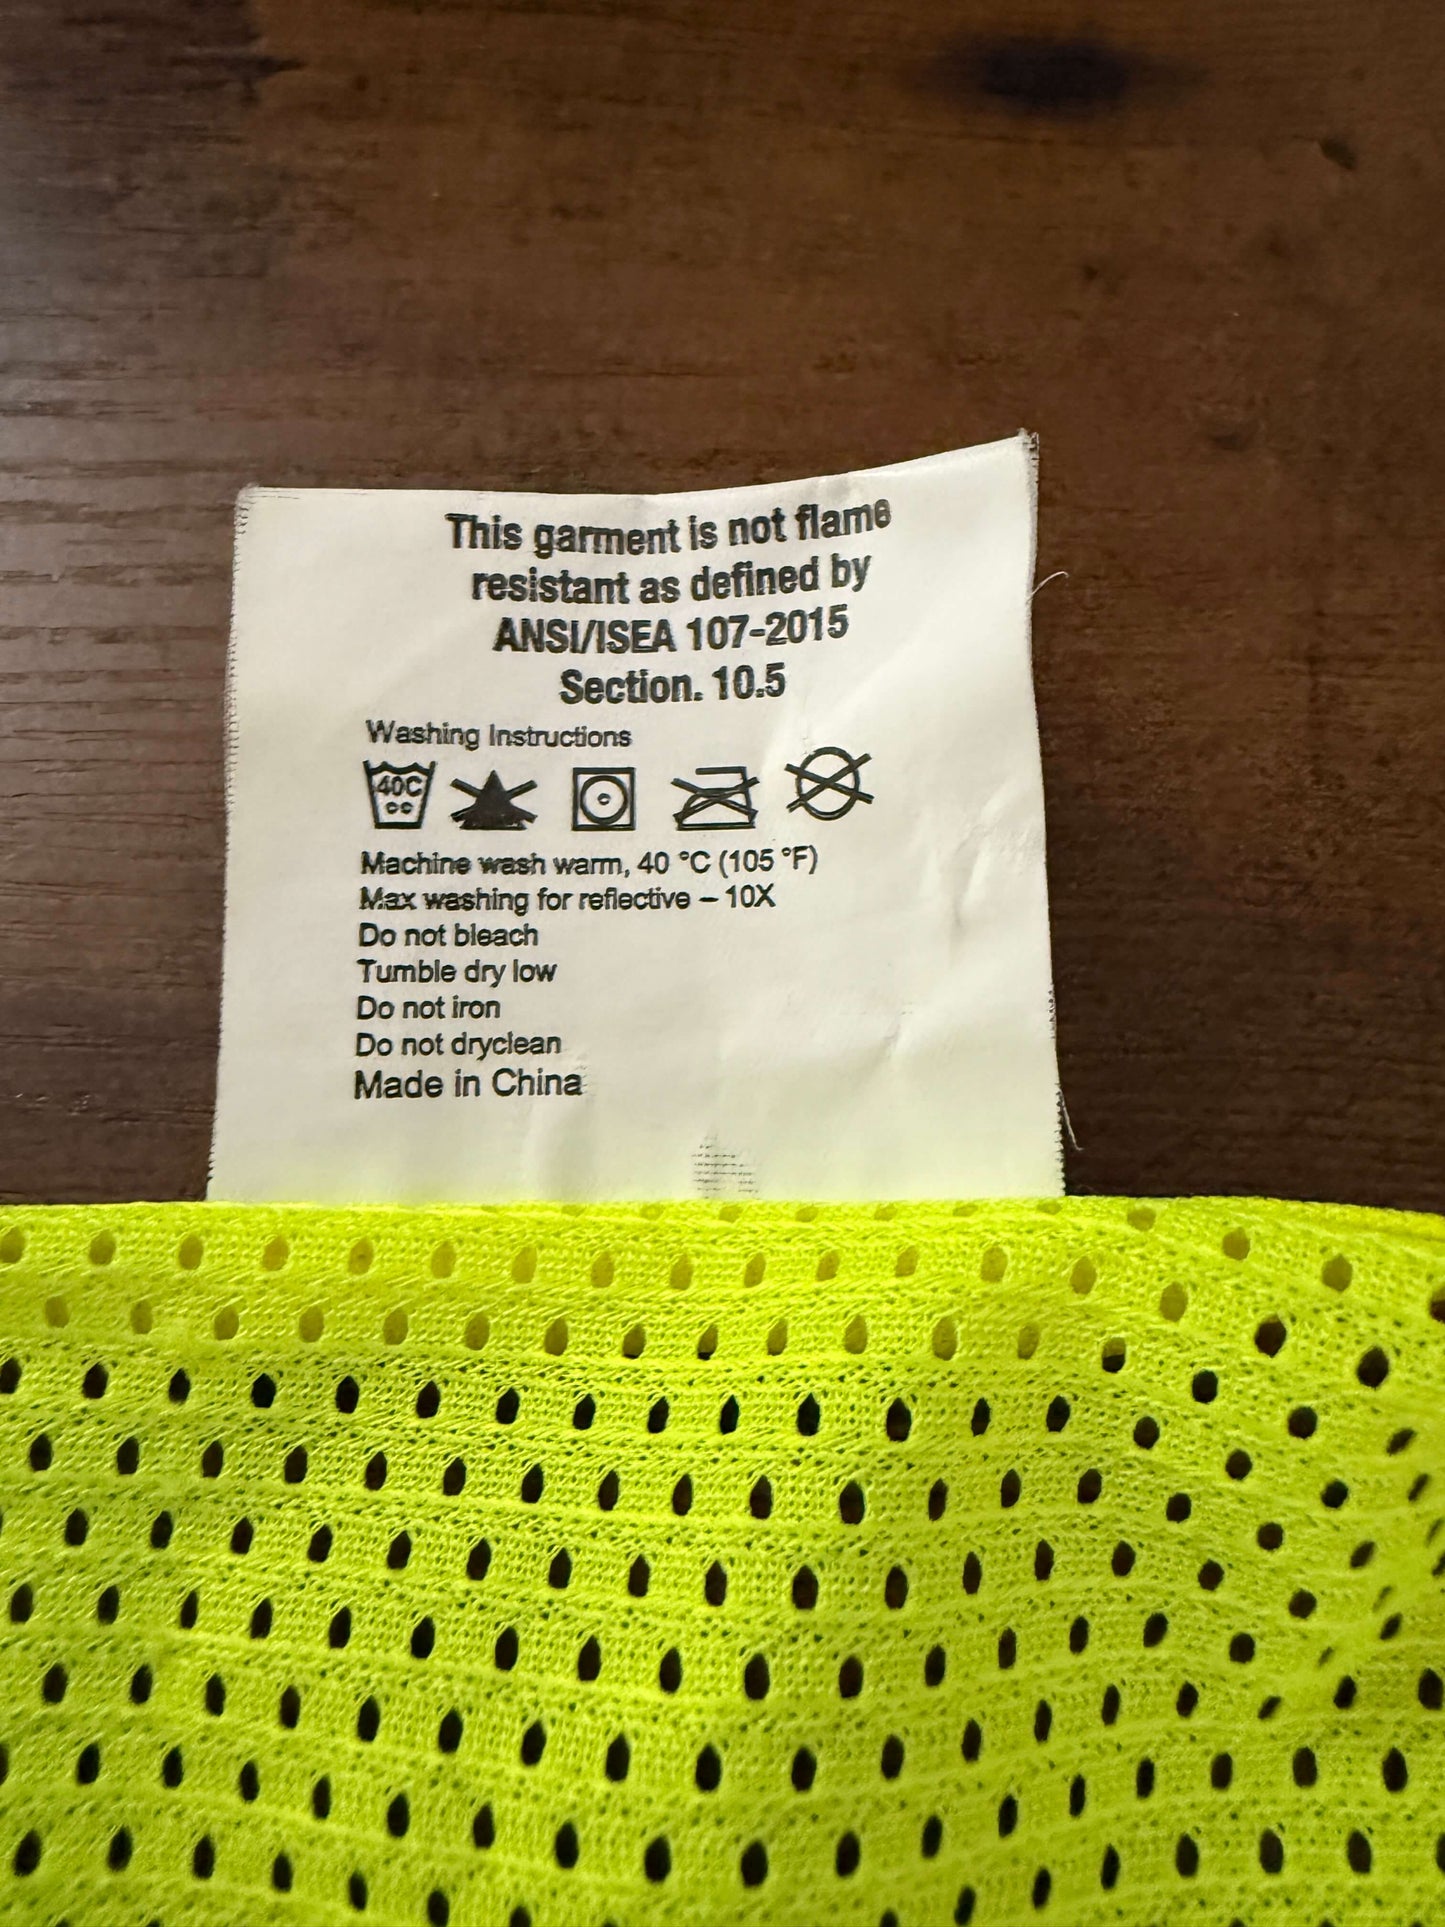 This garment is not flame
resistant as defined by
ANSI/ISEA 107-2015
Section. 10.5
Washing Instructions
40C
Machine wash warm, 40 °C (105 °F)
Max washing for reflective – 10X
Do not bleach
Tumble dry low
Do not iron
Do not dryclean
Made in China